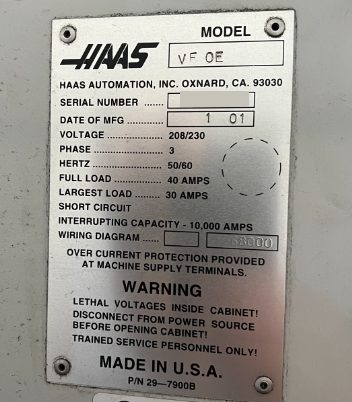 HAAS
MODEL
VF OE
HAAS AUTOMATION, INC. OXNARD, CA. 93030
SERIAL NUMBER .....
DATE OF MFG ........... 1 01
VOLTAGE ................ 208/230
PHASE .................... 3
HERTZ .................... 50/60
FULL LOAD ............. 40 AMPS
LARGEST LOAD ...... 30 AMPS
SHORT CIRCUIT
INTERRUPTING CAPACITY - 10,000 AMPS
WIRING DIAGRAM .....
OVER CURRENT PROTECTION PROVIDED
AT MACHINE SUPPLY TERMINALS.
WARNING
LETHAL VOLTAGES INSIDE CABINET!
DISCONNECT FROM POWER SOURCE
BEFORE OPENING CABINET!
TRAINED SERVICE PERSONNEL ONLY!
MADE IN U.S.A.
P/N 29—7900B